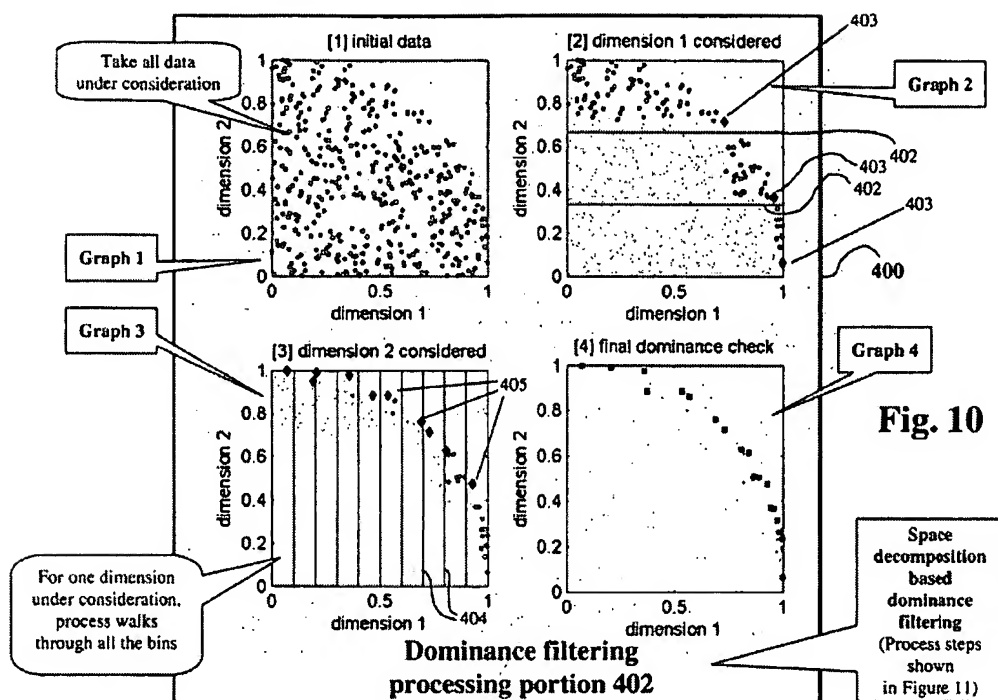 403
[1] initial data
[2] dimension 1 considered
Take all data
under consideration
Graph 2
1
0.8
0.6
0.4
0.2
0
dimension 2
0
0.5
1
dimension 1
Graph 1
1
0.8
0.6
0.4
0.2
0
dimension 2
0
0.5
1
dimension 1
402
403
402
403
400
Graph 3
[3] dimension 2 considered
[4] final dominance check
Graph 4
1
0.8
0.6
0.4
0.2
0
dimension 2
0
0.5
1
dimension 1
405
404
1
0.8
0.6
0.4
0.2
0
dimension 2
0
0.5
1
dimension 1
Fig. 10
For one dimension
under consideration,
process walks
through all the bins
Dominance filtering
processing portion 402
Space
decomposition
based
dominance
filtering
(Process steps
shown
in Figure 11)